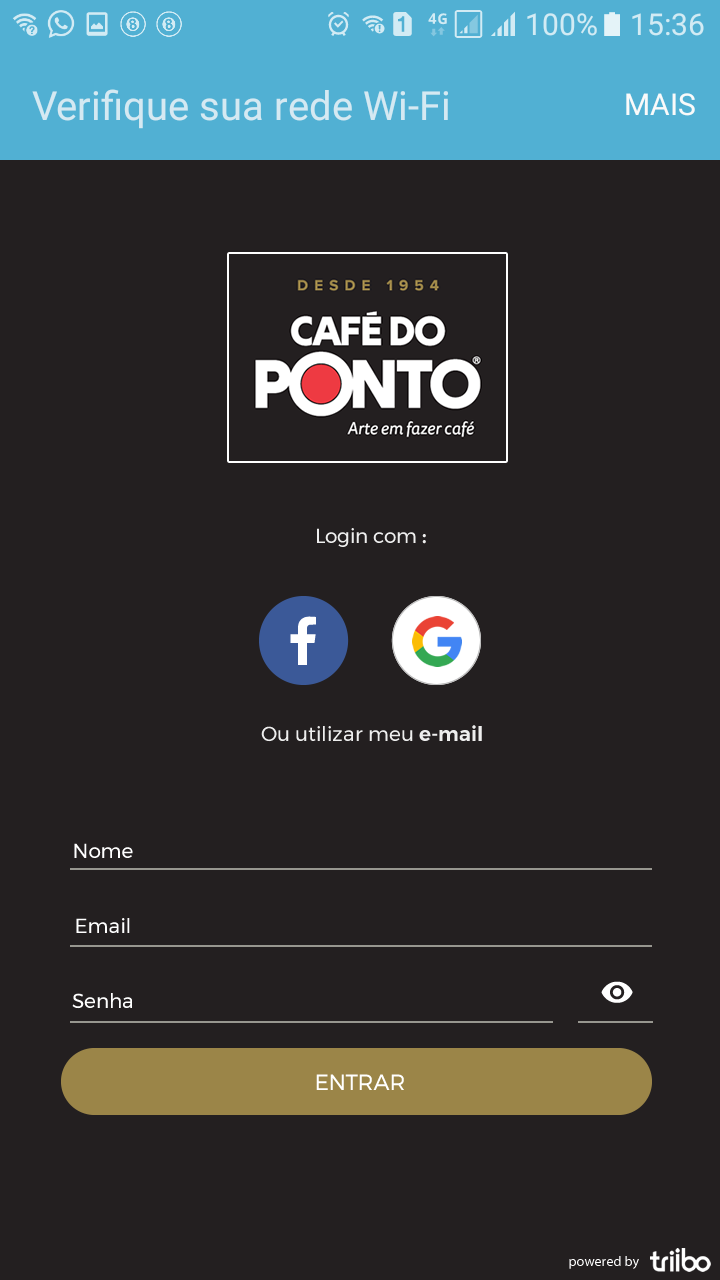 4G 1 100% 15:36
Verifique sua rede Wi-Fi MAIS
DESDE 1954
CAFÉ DO
PONTO®
Arte em fazer café
Login com :
Ou utilizar meu e-mail
Nome
Email
Senha
ENTRAR
powered by triibo